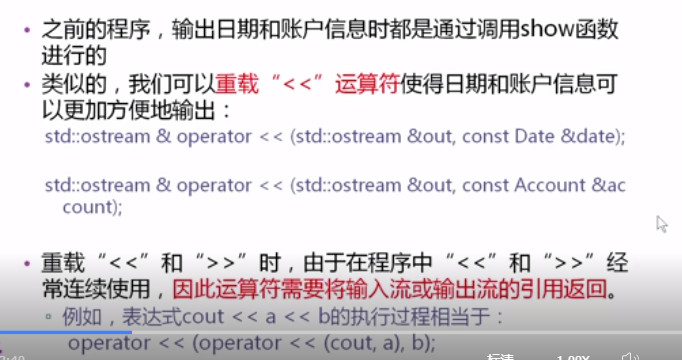 • 之前的程序，输出日期和账户信息时都是通过调用show函数
进行的
• 类似的，我们可以重载“<<”运算符使得日期和账户信息可
以更加方便地输出：
std::ostream & operator << (std::ostream &out, const Date &date);
std::ostream & operator << (std::ostream &out, const Account &ac
count);
• 重载“<<”和“>>”时，由于在程序中“<<”和“>>”经
常连续使用，因此运算符需要将输入流或输出流的引用返回。
▫ 例如，表达式cout << a << b的执行过程相当于：
operator << (operator << (cout, a), b);
标清 1.00X